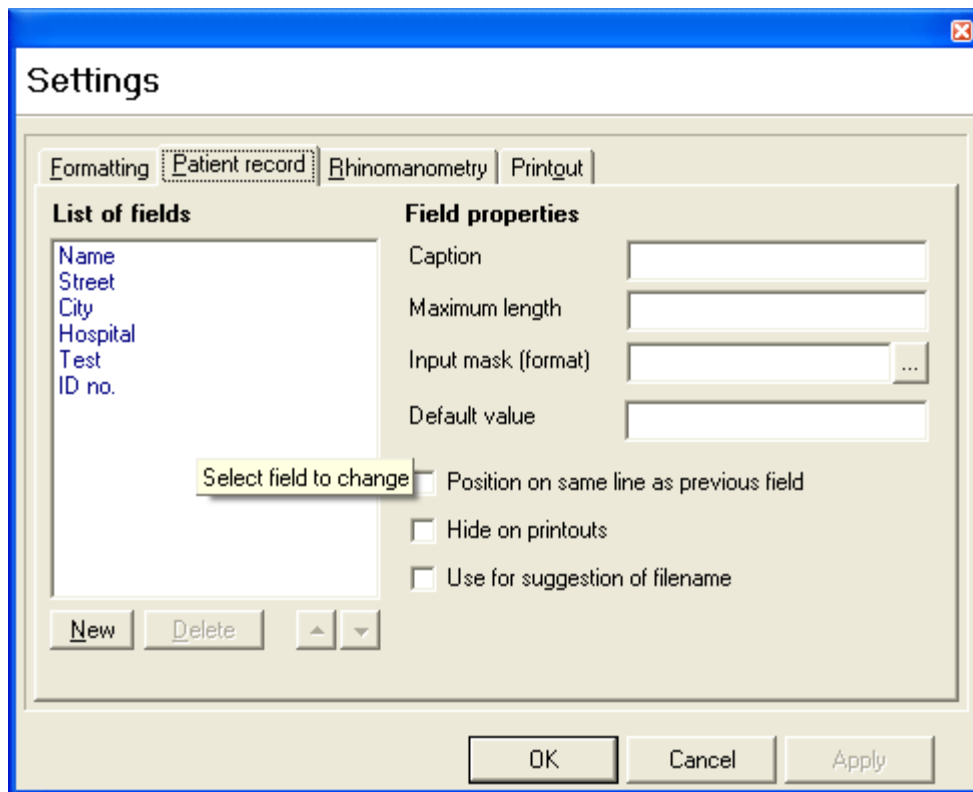 Settings
Formatting
Patient record
Rhinomanometry
Printout
List of fields
Name
Street
City
Hospital
Test
ID no.
Select field to change
New
Delete
Field properties
Caption
Maximum length
Input mask (format)
...
Default value
Position on same line as previous field
Hide on printouts
Use for suggestion of filename
OK
Cancel
Apply